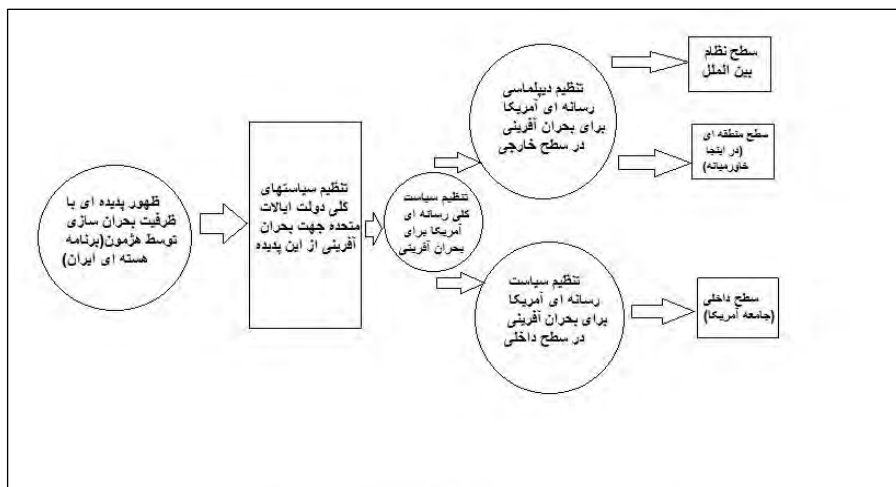 ظهور پدیده ای با
ظرفیت بحران سازی
توسط هژمون(برنامه
هسته ای ایران)
تنظیم سیاستهای
کلی دولت ایالات
متحده جهت بحران
آفرینی از این پدیده
تنظیم سیاست
کلی رسانه ای
آمریکا برای
بحران آفرینی
تنظیم دیپلماسی
رسانه ای آمریکا
برای بحران آفرینی
در سطح خارجی
سطح نظام
بین الملل
سطح منطقه ای
(در اینجا
خاورمیانه)
تنظیم سیاست
رسانه ای آمریکا
برای بحران آفرینی
در سطح داخلی
سطح داخلی
(جامعه آمریکا)